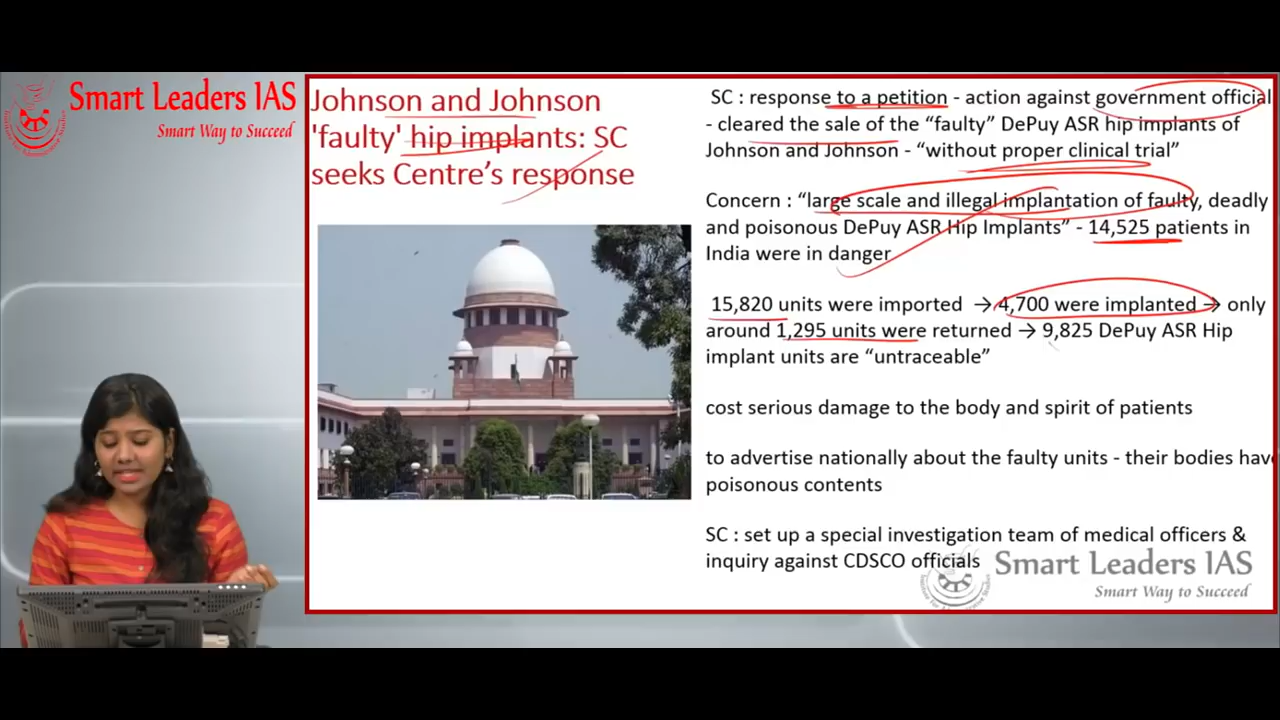 Smart Leaders IAS
Smart Way to Succeed
Johnson and Johnson
'faulty' hip implants: SC
seeks Centre's response
SC : response to a petition - action against government official
- cleared the sale of the "faulty" DePuy ASR hip implants of
Johnson and Johnson - "without proper clinical trial"
Concern : "large scale and illegal implantation of faulty, deadly
and poisonous DePuy ASR Hip Implants" - 14,525 patients in
India were in danger
15,820 units were imported → 4,700 were implanted → only
around 1,295 units were returned → 9,825 DePuy ASR Hip
implant units are "untraceable"
cost serious damage to the body and spirit of patients
to advertise nationally about the faulty units - their bodies have
poisonous contents
SC : set up a special investigation team of medical officers &
inquiry against CDSCO officials
Smart Leaders IAS
Smart Way to Succeed